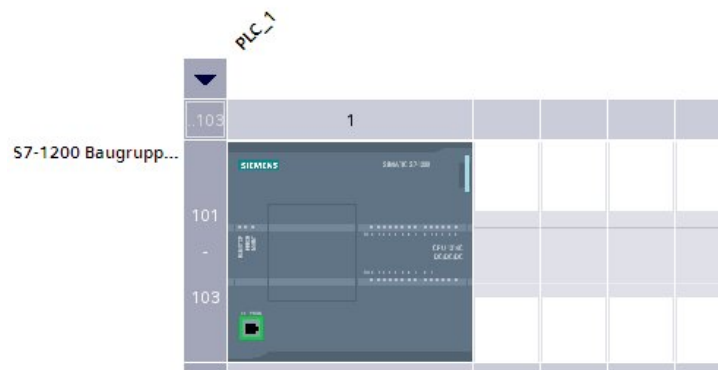 PLC_1
..103
1
S7-1200 Baugrupp...
SIEMENS
SIMATIC S7-1200
101
-
103
CPU 1214C
DC/DC/DC